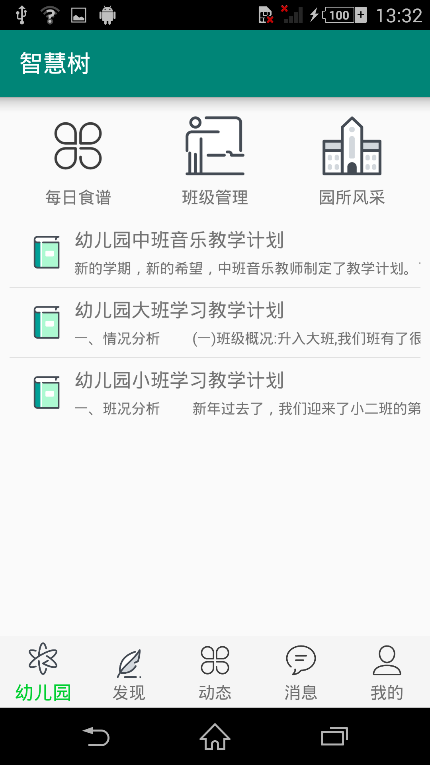 100
13:32
智慧树
每日食谱
班级管理
园所风采
幼儿园中班音乐教学计划
新的学期，新的希望，中班音乐教师制定了教学计划。
幼儿园大班学习教学计划
一、情况分析 (一)班级概况:升入大班,我们班有了很
幼儿园小班学习教学计划
一、班况分析 新年过去了，我们迎来了小二班的第
幼儿园
发现
动态
消息
我的